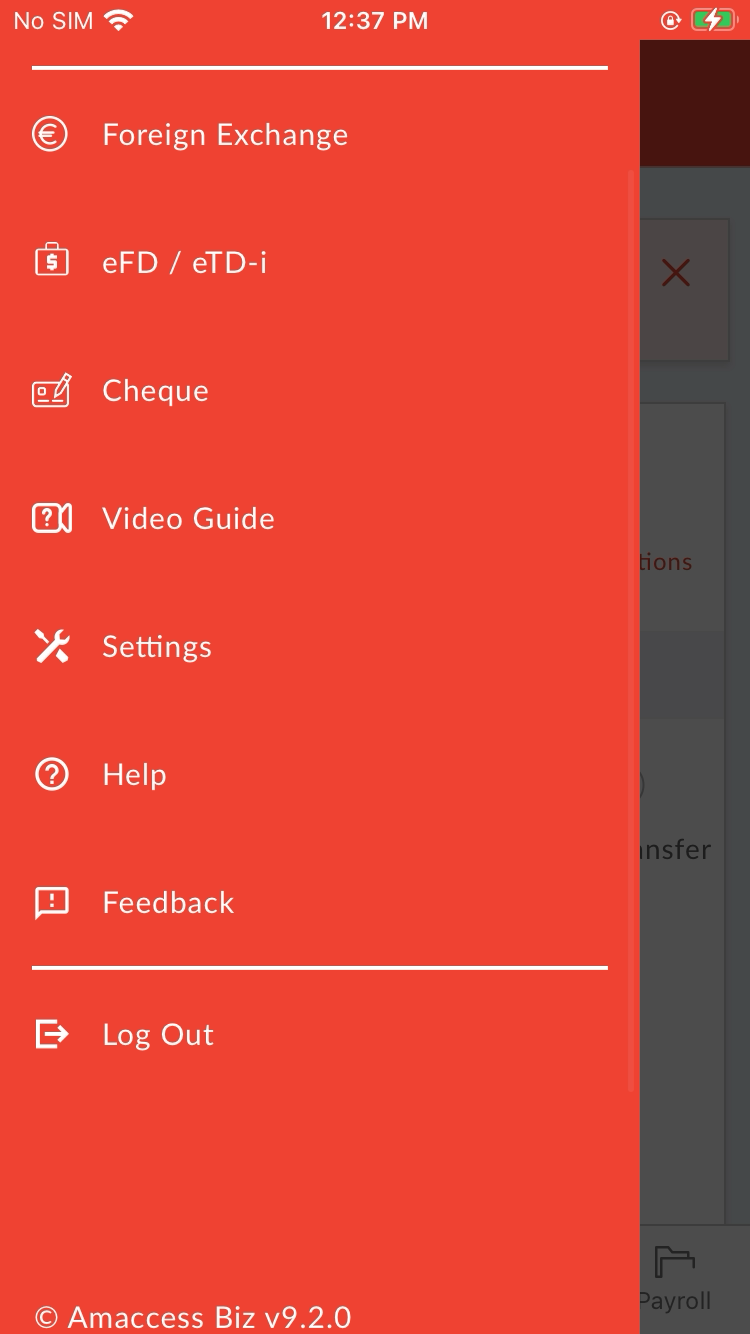 No SIM 12:37 PM
Foreign Exchange
eFD / eTD-i
Cheque
Video Guide
tions
Settings
Help
ansfer
Feedback
Log Out
Payroll
© Amaccess Biz v9.2.0